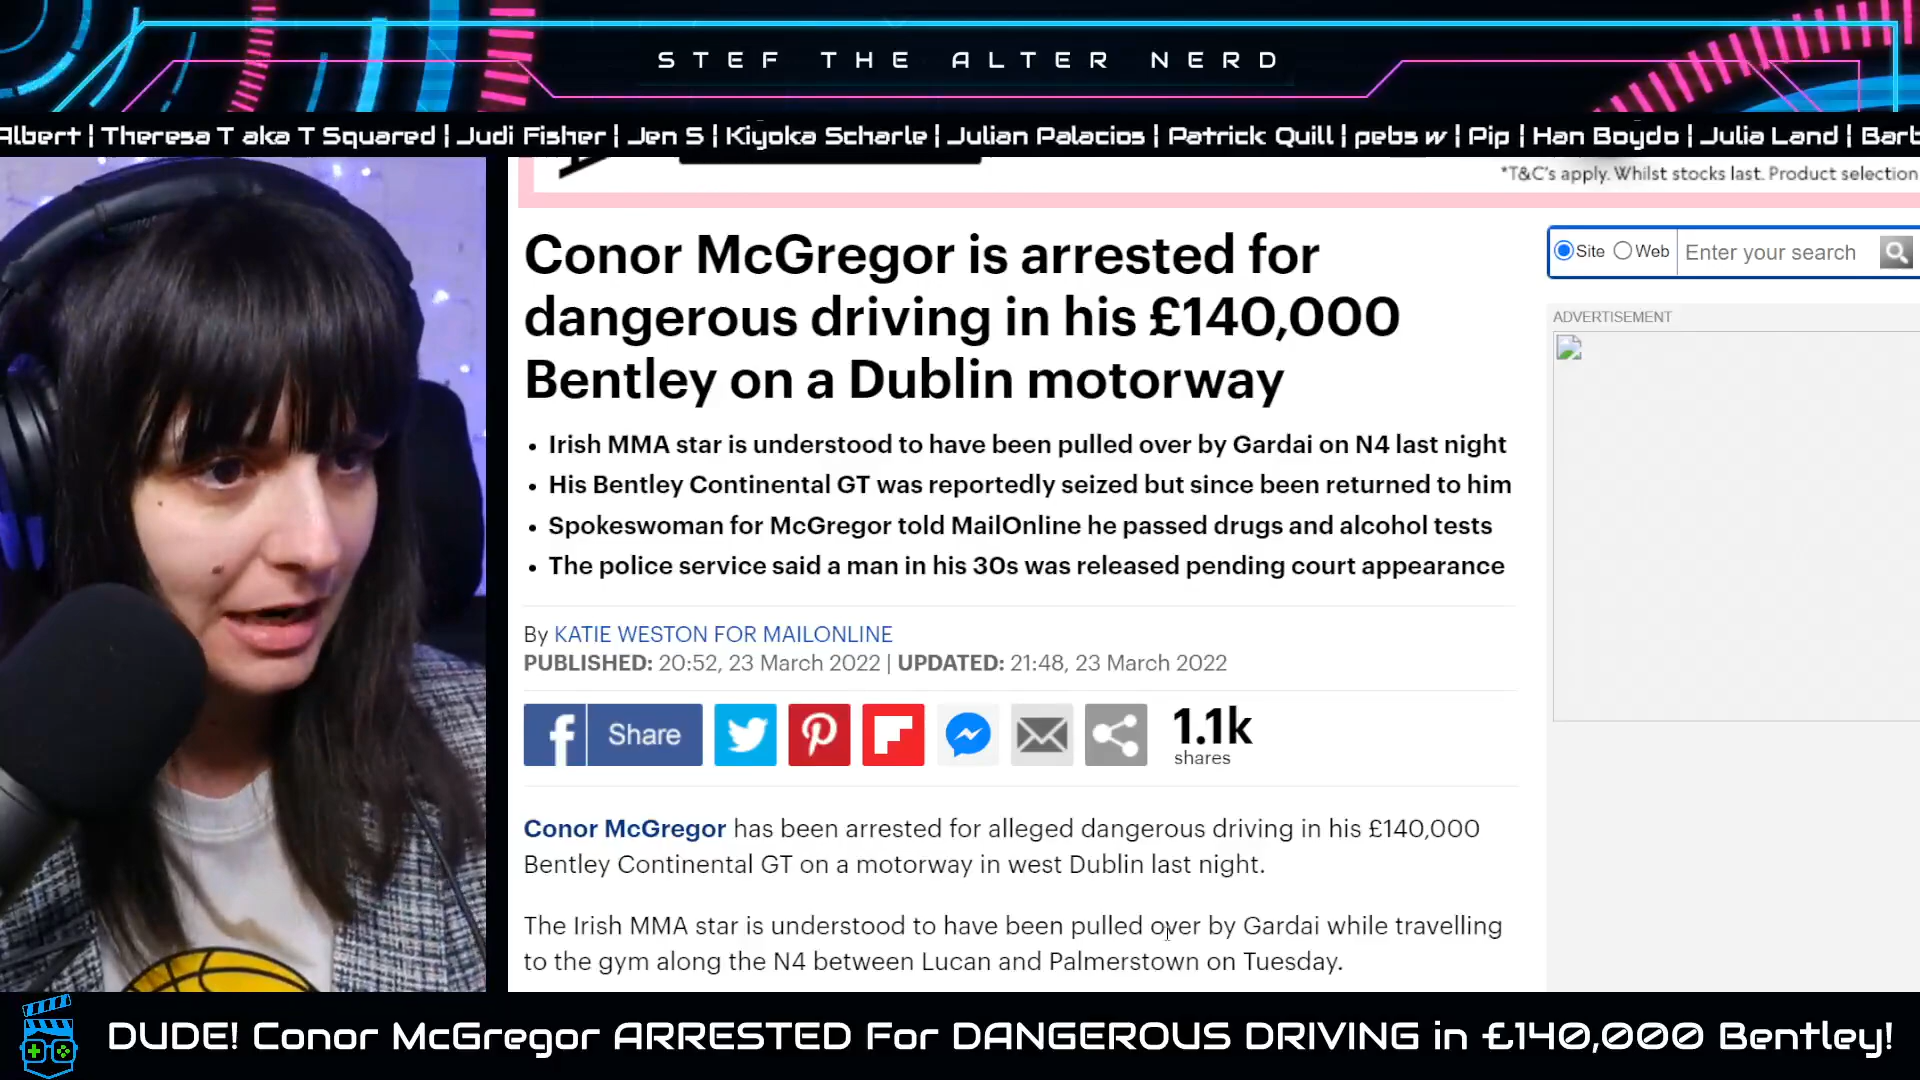 STEF THE ALTER NERD
Albert | Theresa T aka T Squared | Judi Fisher | Jen S | Kiyoka Scharle | Julian Palacios | Patrick Quill | pebs w | Pip | Han Boydo | Julia Land | Barb
*T&C's apply. Whilst stocks last. Product selection
Conor McGregor is arrested for
dangerous driving in his £140,000
Bentley on a Dublin motorway
Site Web Enter your search
ADVERTISEMENT
• Irish MMA star is understood to have been pulled over by Gardai on N4 last night
• His Bentley Continental GT was reportedly seized but since been returned to him
• Spokeswoman for McGregor told MailOnline he passed drugs and alcohol tests
• The police service said a man in his 30s was released pending court appearance
By KATIE WESTON FOR MAILONLINE
PUBLISHED: 20:52, 23 March 2022 | UPDATED: 21:48, 23 March 2022
f Share
1.1k
shares
Conor McGregor has been arrested for alleged dangerous driving in his £140,000
Bentley Continental GT on a motorway in west Dublin last night.
The Irish MMA star is understood to have been pulled over by Gardai while travelling
to the gym along the N4 between Lucan and Palmerstown on Tuesday.
DUDE! Conor McGregor ARRESTED For DANGEROUS DRIVING in £140,000 Bentley!